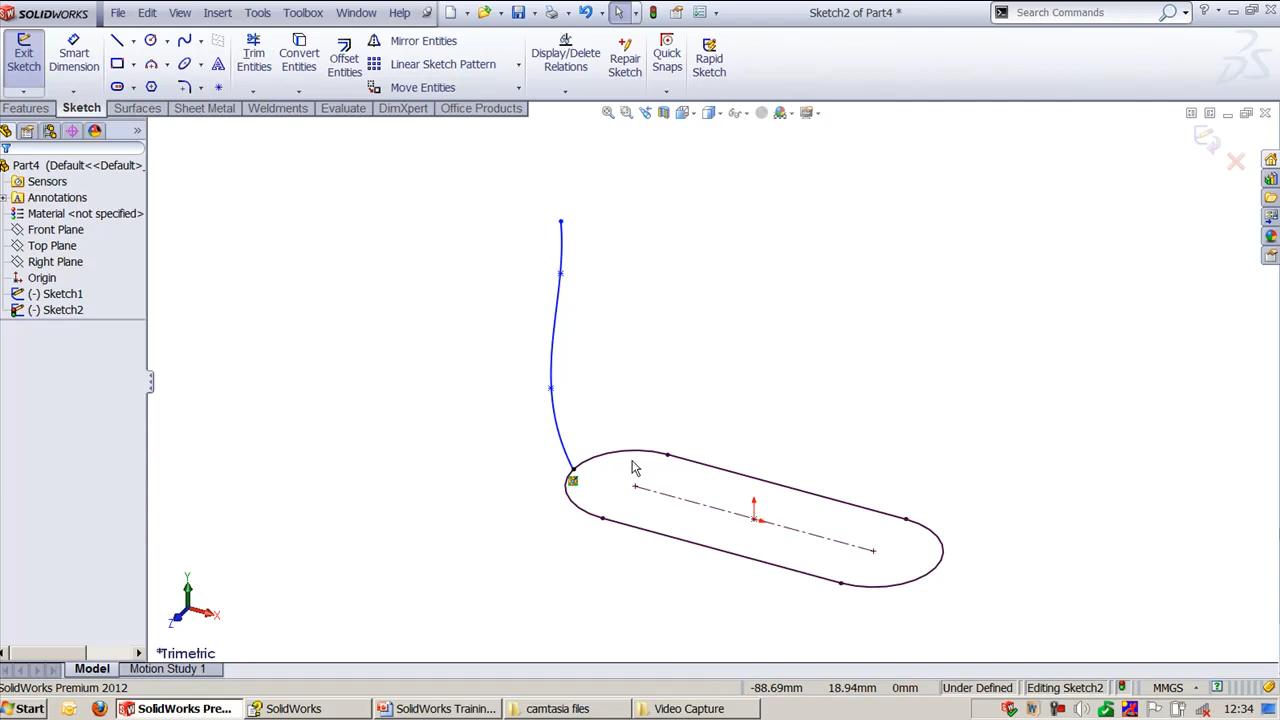 SOLIDWORKS File Edit View Insert Tools Toolbox Window Help Sketch2 of Part4 * Search Commands
Exit Sketch Smart Dimension Trim Entities Convert Entities Offset Entities Mirror Entities Linear Sketch Pattern Move Entities Display/Delete Relations Repair Sketch Quick Snaps Rapid Sketch
Features Sketch Surfaces Sheet Metal Weldments Evaluate DimXpert Office Products
Part4 (Default<<Default>_
Sensors
Annotations
Material <not specified>
Front Plane
Top Plane
Right Plane
Origin
(-) Sketch1
(-) Sketch2
Y
X
Z
*Trimetric
Model Motion Study 1
SolidWorks Premium 2012 -88.69mm 18.94mm 0mm Under Defined Editing Sketch2 MMGS
Start SolidWorks Pre... SolidWorks SolidWorks Trainin... camtasia files Video Capture 12:34